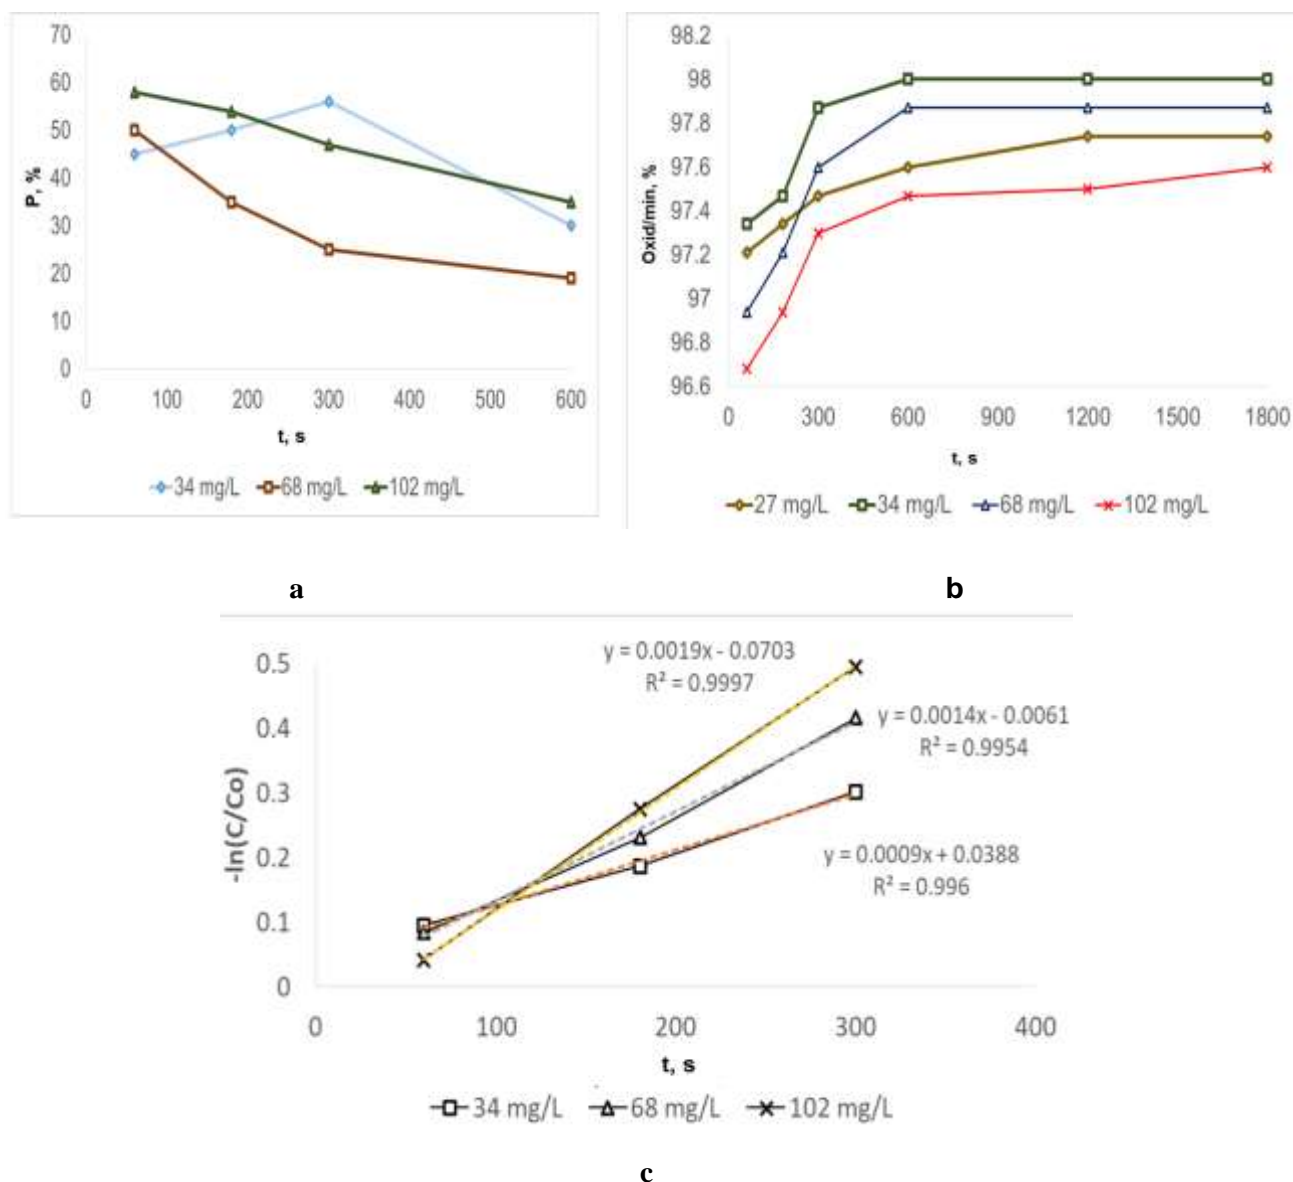 70
60
50
40
30
20
10
0
P, %
0 100 200 300 400 500 600
t, s
34 mg/L 68 mg/L 102 mg/L
a
98.2
98
97.8
97.6
97.4
97.2
97
96.8
96.6
Oxid/min, %
0 300 600 900 1200 1500 1800
t, s
27 mg/L 34 mg/L 68 mg/L 102 mg/L
b
y = 0.0019x - 0.0703
R² = 0.9997
y = 0.0014x - 0.0061
R² = 0.9954
y = 0.0009x + 0.0388
R² = 0.996
0.5
0.4
0.3
0.2
0.1
0
-ln(C/Co)
0 100 200 300 400
t, s
34 mg/L 68 mg/L 102 mg/L
c